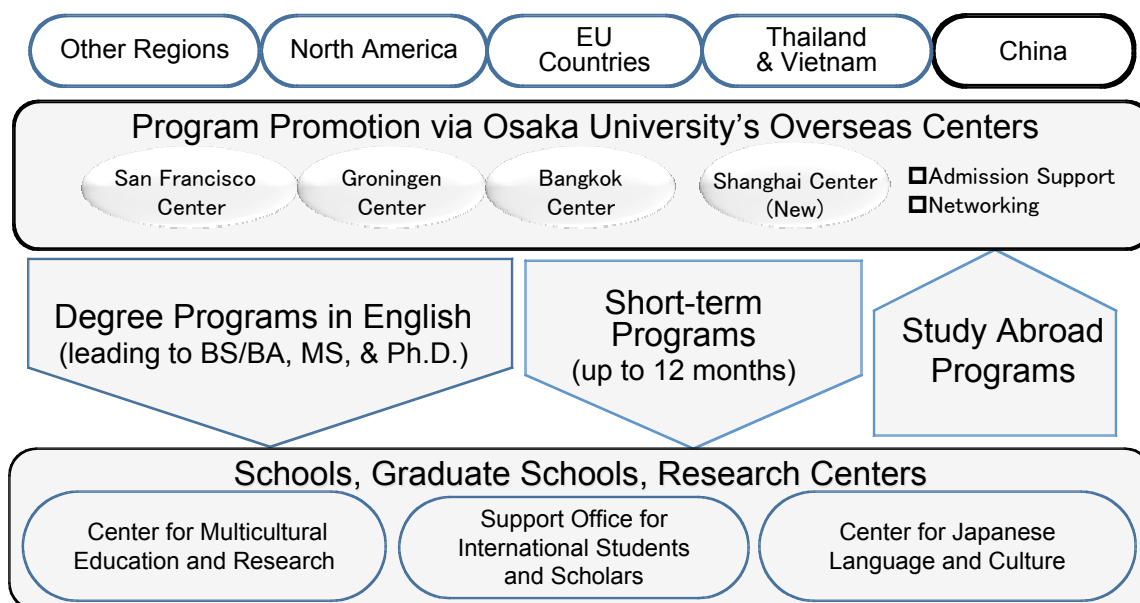 Other Regions
North America
EU
Countries
Thailand
& Vietnam
China
Program Promotion via Osaka University's Overseas Centers
San Francisco
Center
Groningen
Center
Bangkok
Center
Shanghai Center
(New)
□Admission Support
□Networking
Degree Programs in English
(leading to BS/BA, MS, & Ph.D.)
Short-term
Programs
(up to 12 months)
Study Abroad
Programs
Schools, Graduate Schools, Research Centers
Center for Multicultural
Education and Research
Support Office for
International Students
and Scholars
Center for Japanese
Language and Culture